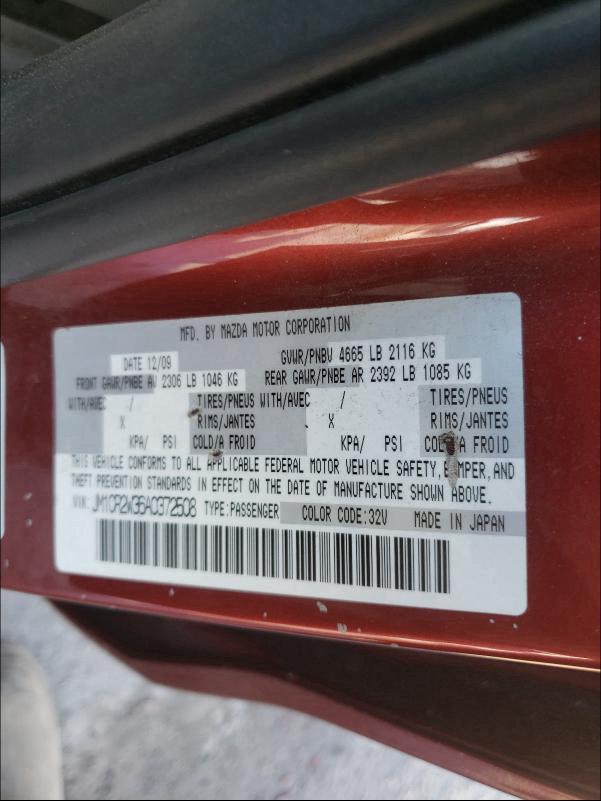 MFD. BY MAZDA MOTOR CORPORATION
DATE 12/09 GVWR/PNBV 4665 LB 2116 KG
FRONT GAWR/PNBE AV 2306 LB 1046 KG REAR GAWR/PNBE AR 2392 LB 1085 KG
WITH/AVEC / TIRES/PNEUS WITH/AVEC / TIRES/PNEUS
X RIMS/JANTES , X RIMS/JANTES
KPA/ PSI COLD/A FROID KPA/ PSI COLD/A FROID
THIS VEHICLE CONFORMS TO ALL APPLICABLE FEDERAL MOTOR VEHICLE SAFETY, BUMPER, AND
THEFT PREVENTION STANDARDS IN EFFECT ON THE DATE OF MANUFACTURE SHOWN ABOVE.
VIN: JM1CR2W36A0372508 TYPE:PASSENGER COLOR CODE:32V MADE IN JAPAN